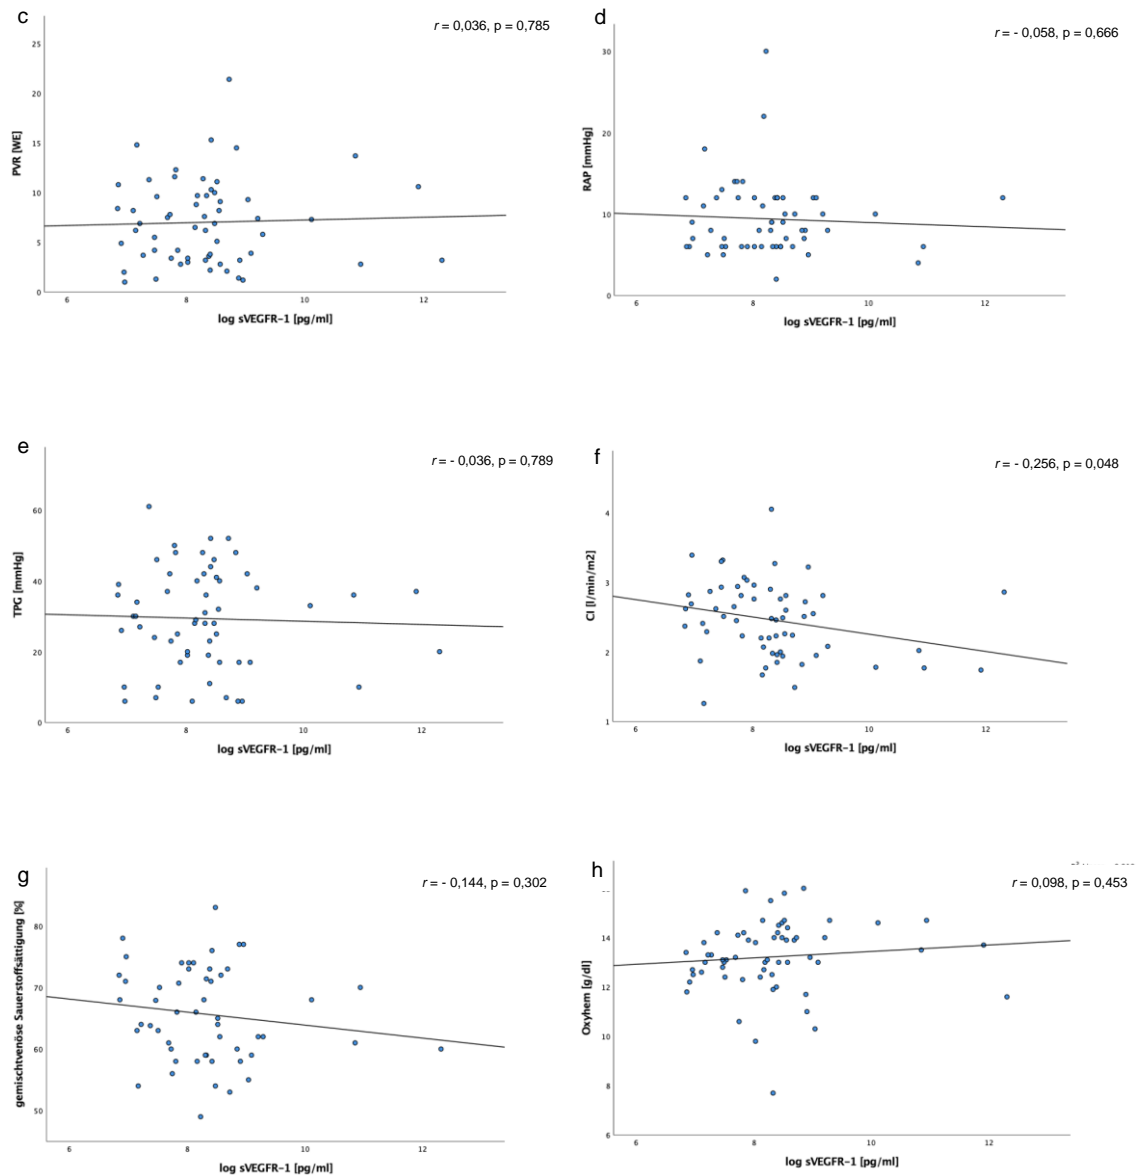 c
r = 0,036, p = 0,785
25
20
15
10
5
0
PVR [WE]
6 8 10 12
log sVEGFR-1 [pg/ml]
d
r = - 0,058, p = 0,666
30
20
10
0
RAP [mmHg]
6 8 10 12
log sVEGFR-1 [pg/ml]
e
r = - 0,036, p = 0,789
60
40
20
0
TPG [mmHg]
6 8 10 12
log sVEGFR-1 [pg/ml]
f
r = - 0,256, p = 0,048
4
3
2
1
CI [l/min/m2]
6 8 10 12
log sVEGFR-1 [pg/ml]
g
r = - 0,144, p = 0,302
80
70
60
50
gemischtvenöse Sauerstoffsättigung [%]
6 8 10 12
log sVEGFR-1 [pg/ml]
h
r = 0,098, p = 0,453
14
12
10
8
6
Oxyhem [g/dl]
6 8 10 12
log sVEGFR-1 [pg/ml]